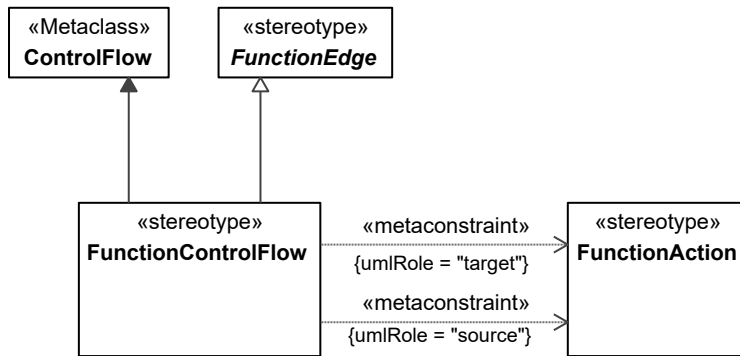 «Metaclass»
ControlFlow
«stereotype»
FunctionEdge
«stereotype»
FunctionControlFlow
«metaconstraint»
{umlRole = "target"}
«metaconstraint»
{umlRole = "source"}
«stereotype»
FunctionAction